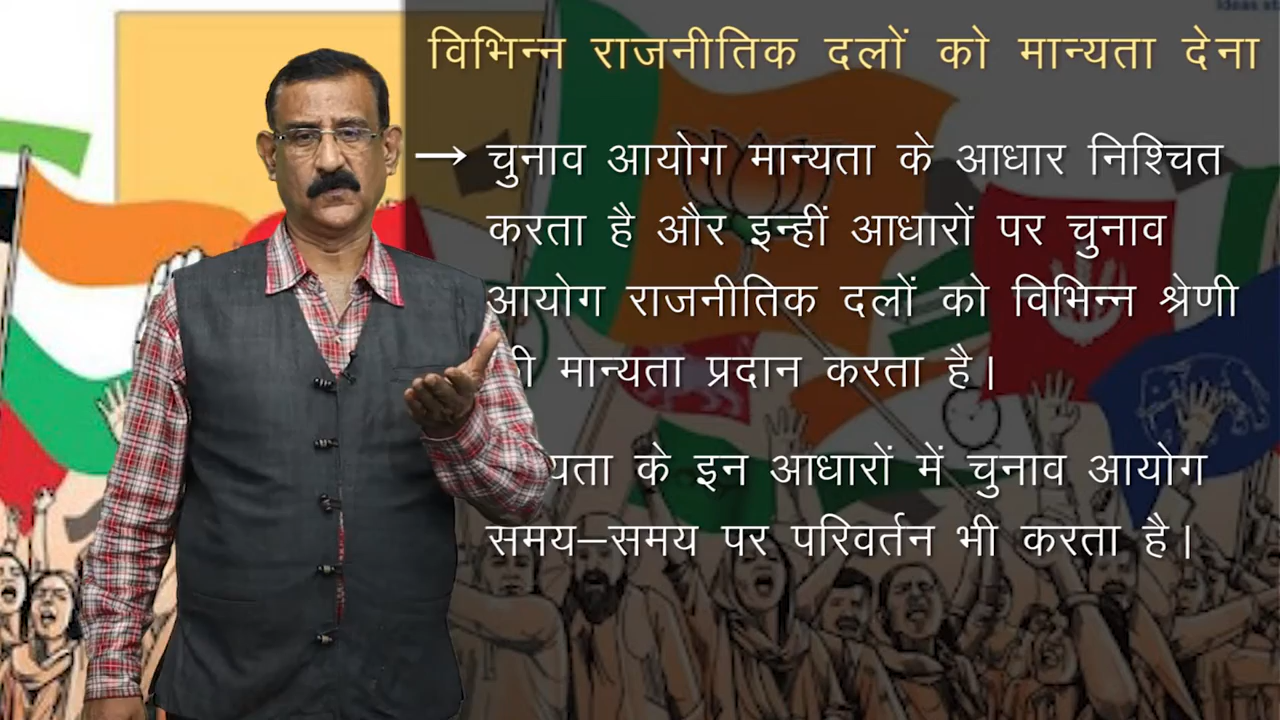 Ideas
विभिन्न राजनीतिक दलों को मान्यता देना
→ चुनाव आयोग मान्यता के आधार निश्चित
करता है और इन्हीं आधारों पर चुनाव
आयोग राजनीतिक दलों को विभिन्न श्रेणी
मान्यता प्रदान करता है।
के इन आधारों में चुनाव आयोग
समय–समय पर परिवर्तन भी करता है।